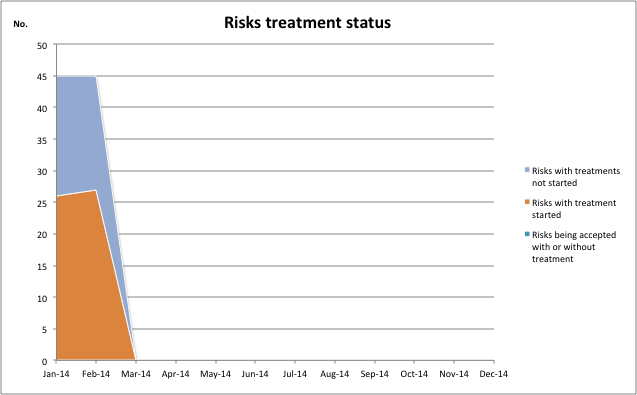 Risks treatment status
No.
50
45
40
35
30
25
20
15
10
5
0
Jan-14 Feb-14 Mar-14 Apr-14 May-14 Jun-14 Jul-14 Aug-14 Sep-14 Oct-14 Nov-14 Dec-14
Risks with treatments
not started
Risks with treatment
started
Risks being accepted
with or without
treatment